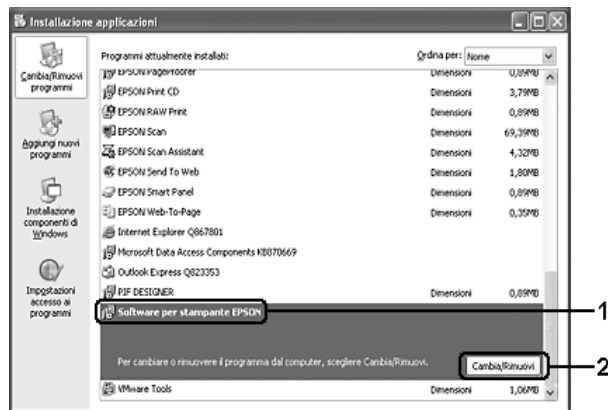 Installazione applicazioni
Cambia/Rimuovi programmi
Aggiungi nuovi programmi
Installazione componenti di Windows
Impostazioni accesso ai programmi
Programmi attualmente installati:
Ordina per: Nome
EPSON PageProofer Dimensioni 0,89MB
EPSON Print CD Dimensioni 3,79MB
EPSON RAW Print Dimensioni 0,89MB
EPSON Scan Dimensioni 69,39MB
EPSON Scan Assistant Dimensioni 4,32MB
EPSON Send To Web Dimensioni 1,80MB
EPSON Smart Panel Dimensioni 0,89MB
EPSON Web-To-Page Dimensioni 0,35MB
Internet Explorer Q867801
Microsoft Data Access Components KB870669
Outlook Express Q823353
PIF DESIGNER Dimensioni 0,89MB
Software per stampante EPSON
1
Per cambiare o rimuovere il programma dal computer, scegliere Cambia/Rimuovi.
Cambia/Rimuovi
2
VMware Tools Dimensioni 1,06MB